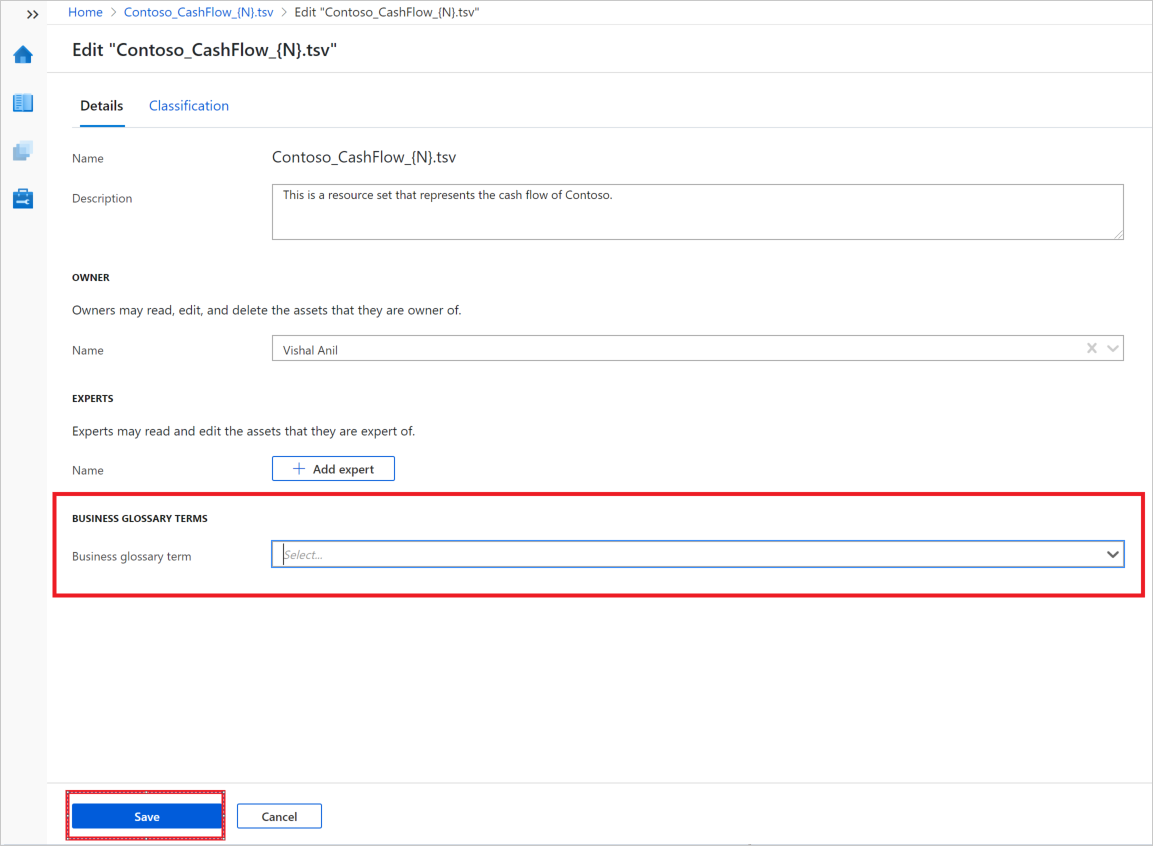 Home > Contoso_CashFlow_{N}.tsv > Edit "Contoso_CashFlow_{N}.tsv"
Edit "Contoso_CashFlow_{N}.tsv"
Details Classification
Name Contoso_CashFlow_{N}.tsv
Description This is a resource set that represents the cash flow of Contoso.
OWNER
Owners may read, edit, and delete the assets that they are owner of.
Name Vishal Anil
EXPERTS
Experts may read and edit the assets that they are expert of.
Name + Add expert
BUSINESS GLOSSARY TERMS
Business glossary term Select...
Save Cancel